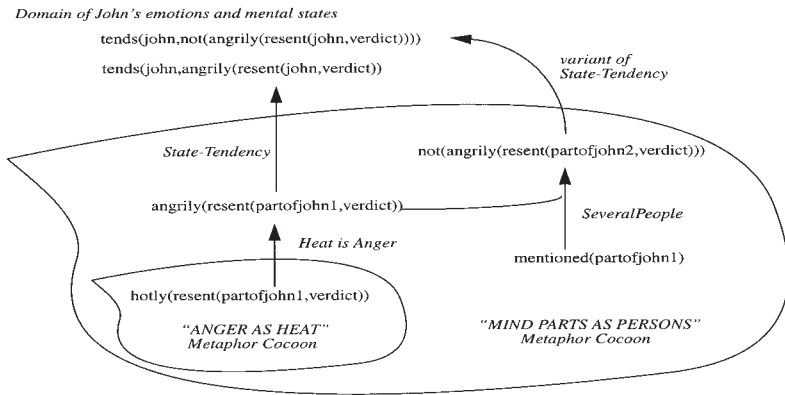 Domain of John's emotions and mental states
tends(john,not(angrily(resent(john,verdict))))
tends(john,angrily(resent(john,verdict))
variant of
State-Tendency
State-Tendency
not(angrily(resent(partofjohn2,verdict)))
angrily(resent(partofjohn1,verdict))
SeveralPeople
Heat is Anger
mentioned(partofjohn1)
hotly(resent(partofjohn1,verdict))
"ANGER AS HEAT"
Metaphor Cocoon
"MIND PARTS AS PERSONS"
Metaphor Cocoon